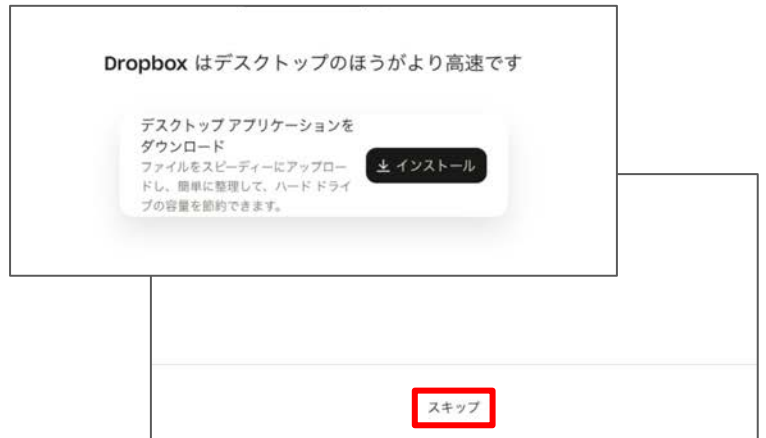 Dropbox はデスクトップのほうがより高速です
デスクトップ アプリケーションを
ダウンロード
ファイルをスピーディーにアップロー
ドし、簡単に整理して、ハード ドライ
ブの容量を節約できます。
インストール
スキップ